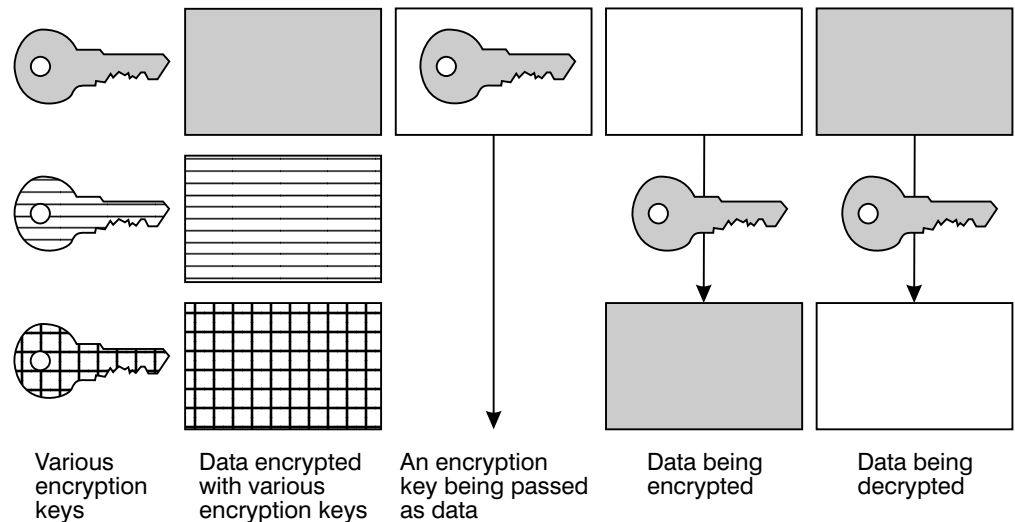 Various
encryption
keys
Data encrypted
with various
encryption keys
An encryption
key being passed
as data
Data being
encrypted
Data being
decrypted